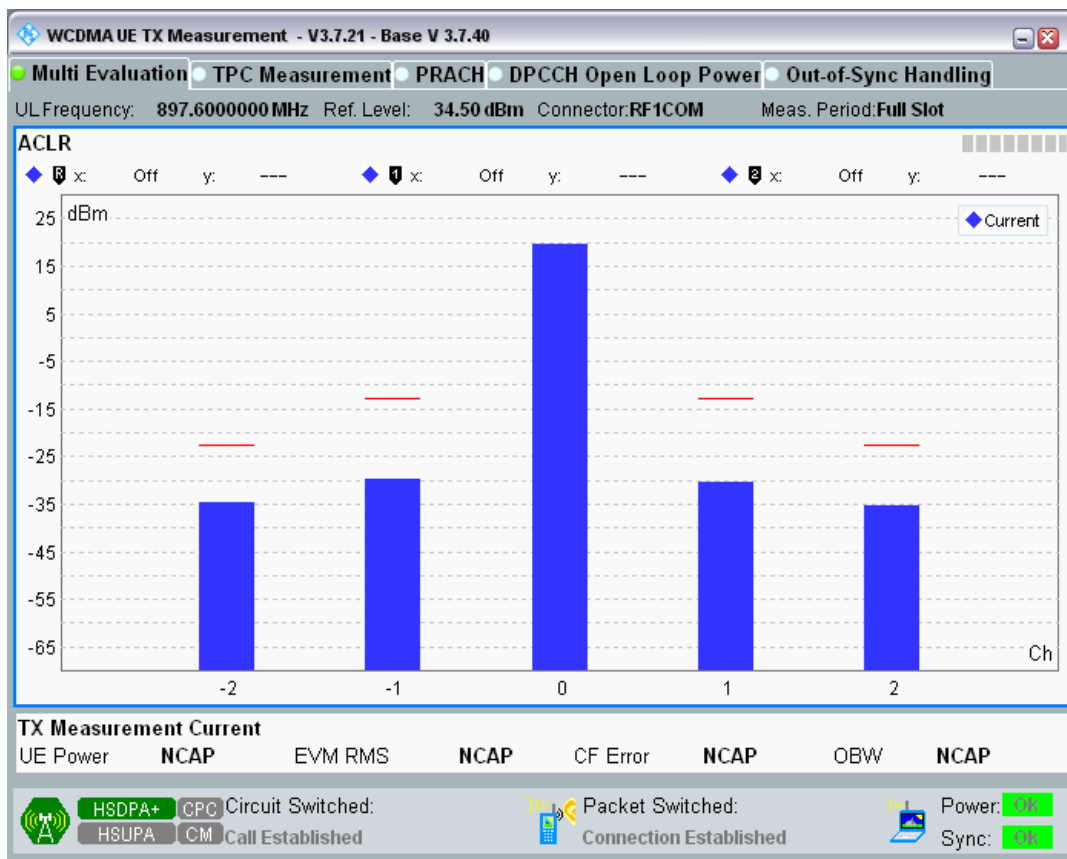 WCDMA UE TX Measurement - V3.7.21 - Base V 3.7.40
Multi Evaluation TPC Measurement PRACH DPCCH Open Loop Power Out-of-Sync Handling
UL Frequency: 897.6000000 MHz Ref. Level: 34.50 dBm Connector:RF1COM Meas. Period:Full Slot
ACLR
R x: Off y: --- 1 x: Off y: --- 2 x: Off y: ---
dBm
Current
25
15
5
-5
-15
-25
-35
-45
-55
-65
Ch
-2 -1 0 1 2
TX Measurement Current
UE Power NCAP EVM RMS NCAP CF Error NCAP OBW NCAP
HSDPA+ CPC Circuit Switched: Packet Switched: Power: OK
HSUPA CM Call Established Connection Established Sync: OK